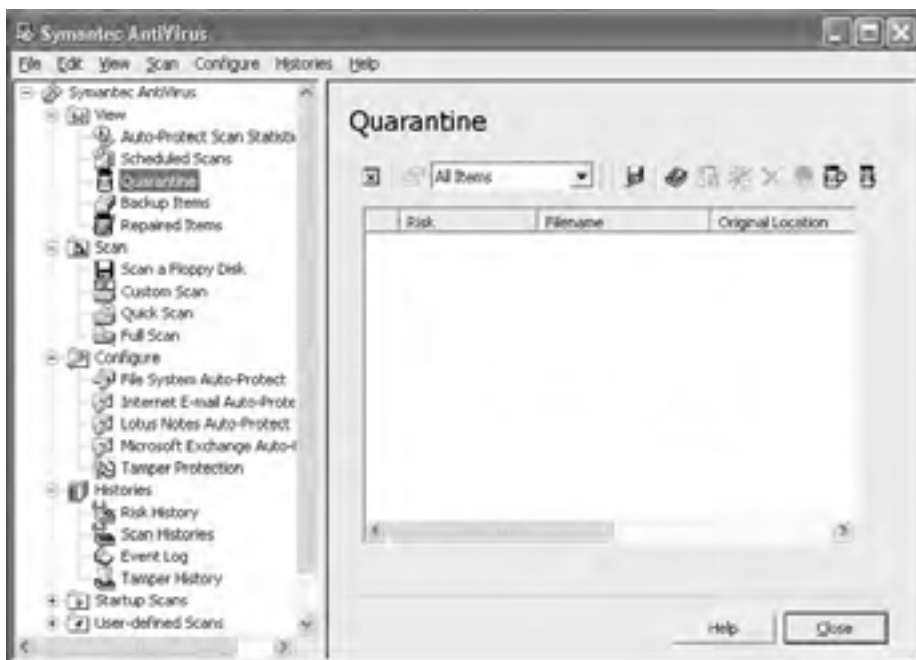 Symantec AntiVirus
File Edit View Scan Configure Histories Help
Symantec AntiVirus
View
Auto-Protect Scan Statisti
Scheduled Scans
Quarantine
Backup Items
Repaired Items
Scan
Scan a Floppy Disk
Custom Scan
Quick Scan
Full Scan
Configure
File System Auto-Protect
Internet E-mail Auto-Prote
Lotus Notes Auto-Protect
Microsoft Exchange Auto-
Tamper Protection
Histories
Risk History
Scan Histories
Event Log
Tamper History
Startup Scans
User-defined Scans
Quarantine
All Items
Risk Filename Original Location
Help Close